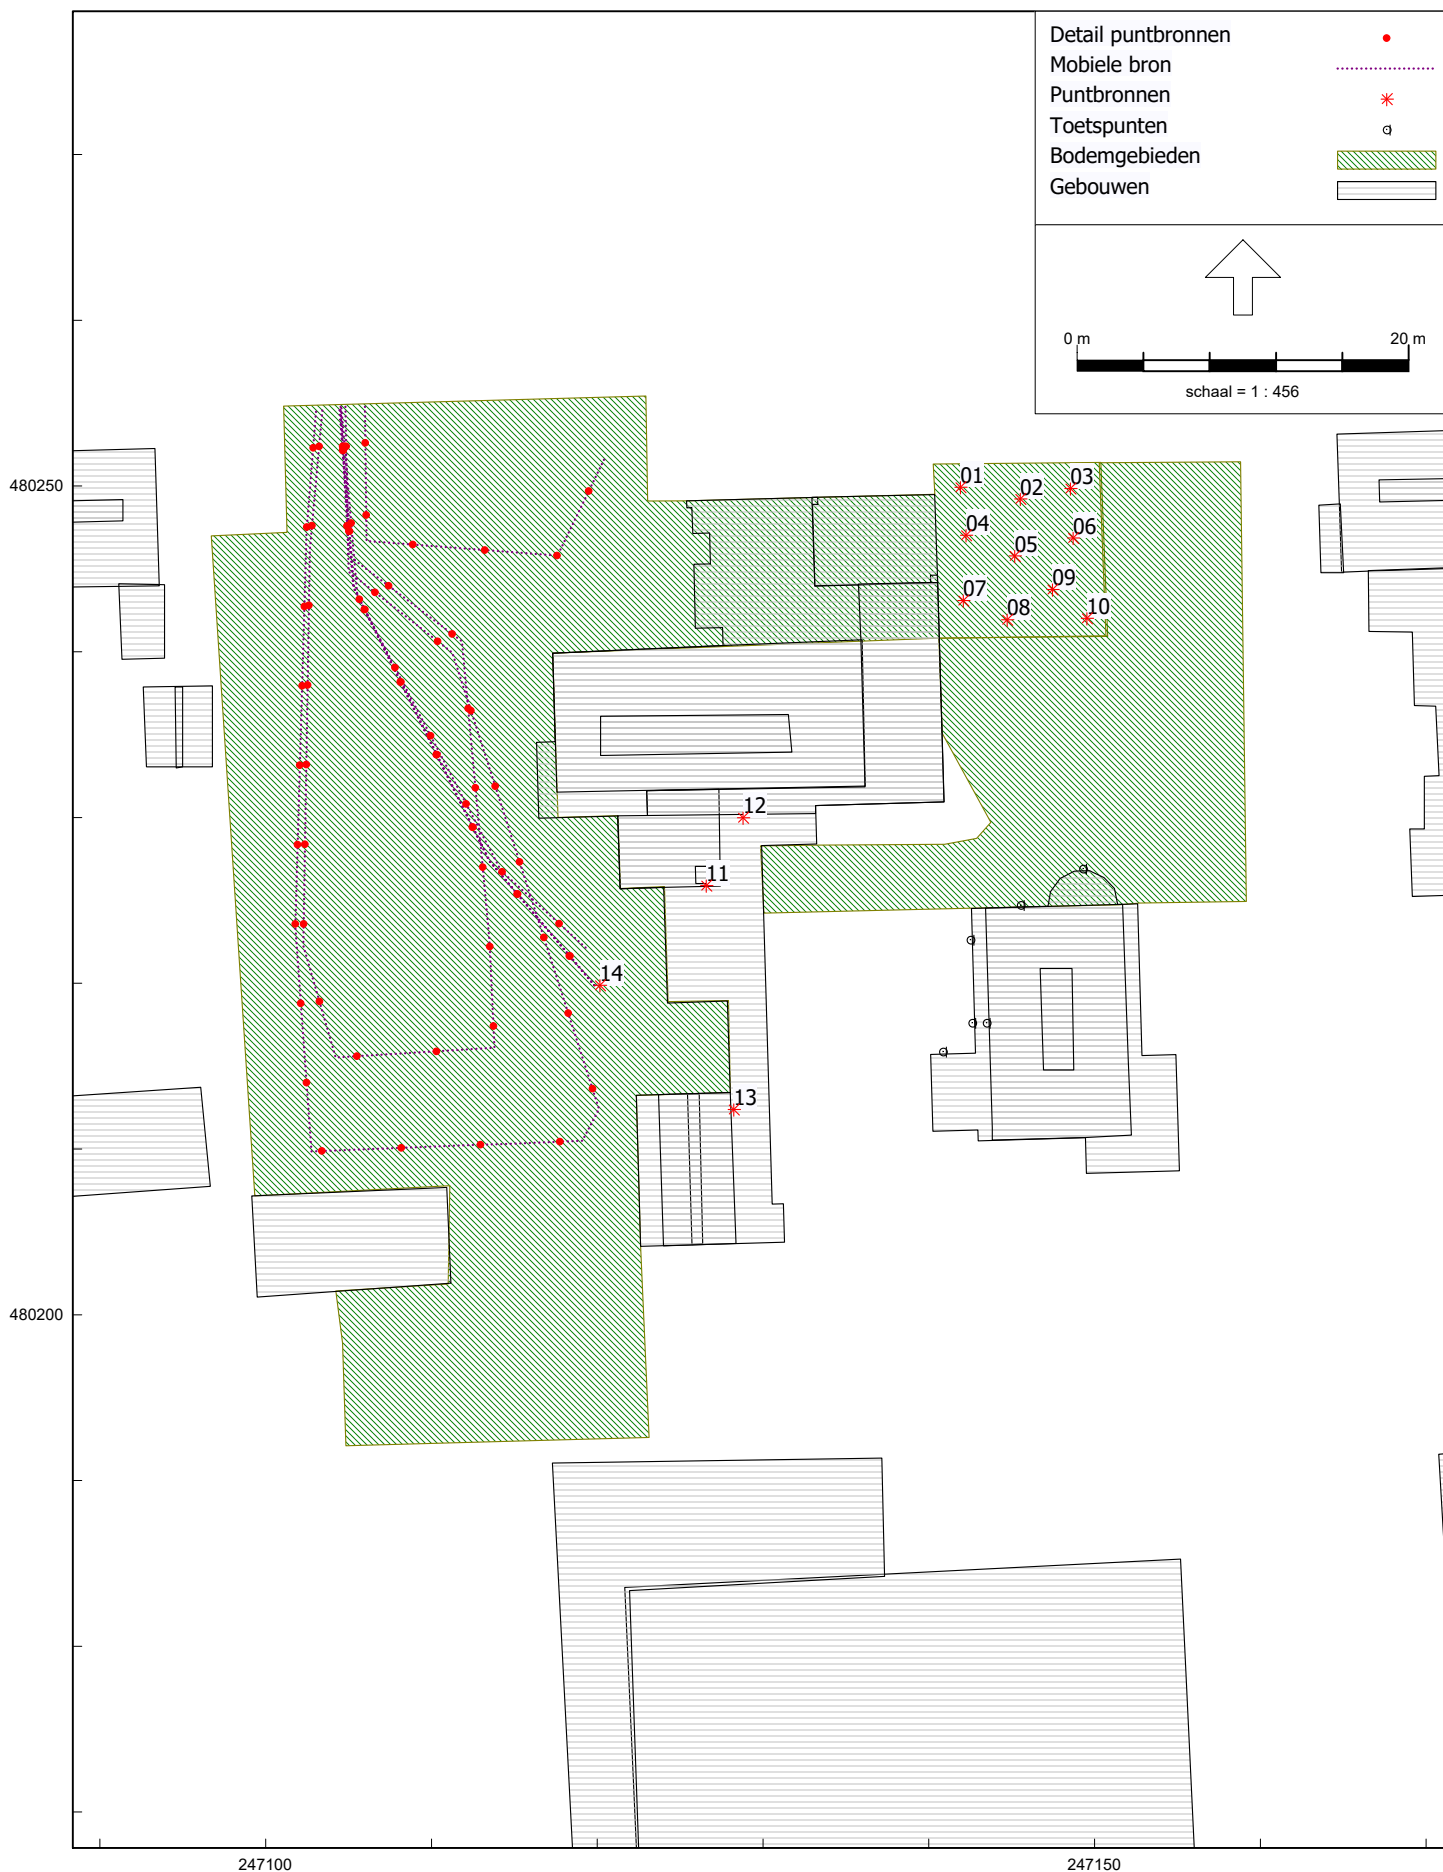 Detail puntbronnen
Mobiele bron
Puntbronnen
Toetspunten
Bodemgebieden
Gebouwen
0 m 20 m
schaal = 1 : 456
480250
01 02 03
04 05 06
07 08 09 10
12
11
14
13
480200
247100 247150